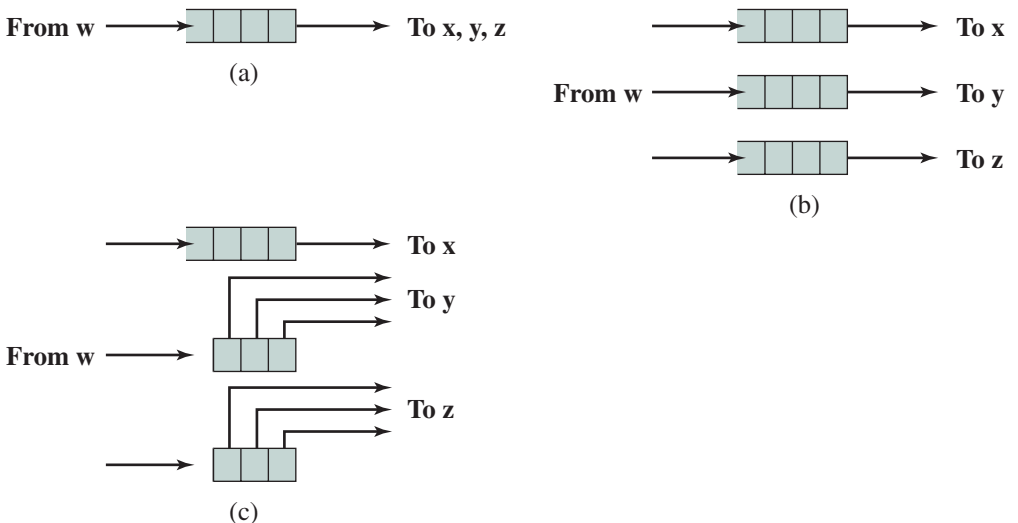 From w To x, y, z
(a)
To x
From w To y
To z
(b)
To x
To y
From w
To z
(c)